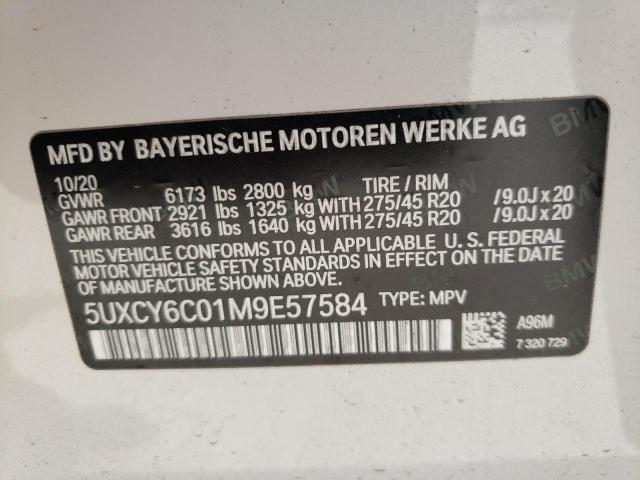 MFD BY BAYERISCHE MOTOREN WERKE AG
10/20 TIRE / RIM
GVWR 6173 lbs 2800 kg
GAWR FRONT 2921 lbs 1325 kg WITH 275/45 R20 / 9.0J x 20
GAWR REAR 3616 lbs 1640 kg WITH 275/45 R20 / 9.0J x 20
THIS VEHICLE CONFORMS TO ALL APPLICABLE U. S. FEDERAL
MOTOR VEHICLE SAFETY STANDARDS IN EFFECT ON THE DATE
OF MANUFACTURE SHOWN ABOVE.
5UXCY6C01M9E57584 TYPE: MPV
A96M
7 320 729
BMW
BMW